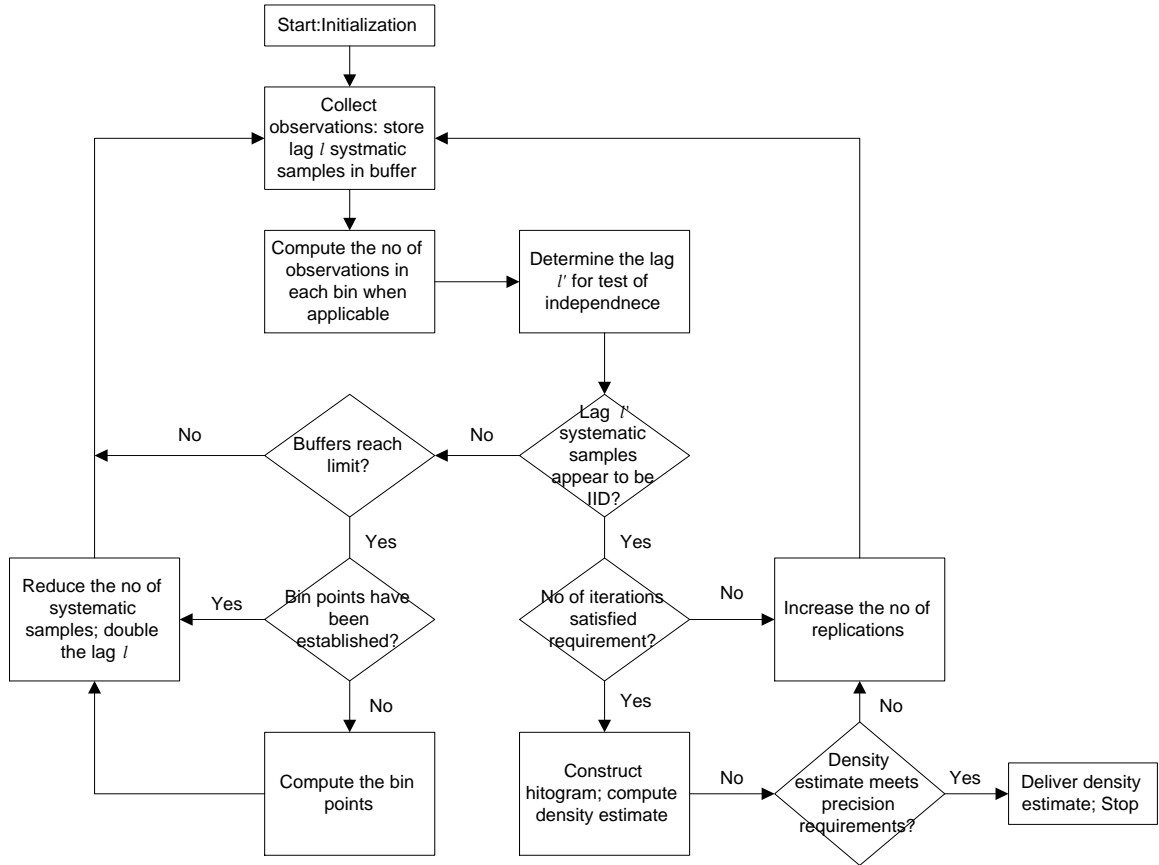 Start:Initialization
Collect
observations: store
lag l systmatic
samples in buffer
Compute the no of
observations in
each bin when
applicable
Determine the lag
l' for test of
independnece
Lag l'
systematic
samples
appear to be
IID?
No
Buffers reach
limit?
No
Yes
Yes
Bin points have
been
established?
Yes
Reduce the no of
systematic
samples; double
the lag l
No of iterations
satisfied
requirement?
No
Increase the no of
replications
No
Yes
No
Compute the bin
points
Construct
hitogram; compute
density estimate
No
Density
estimate meets
precision
requirements?
Yes
Deliver density
estimate; Stop